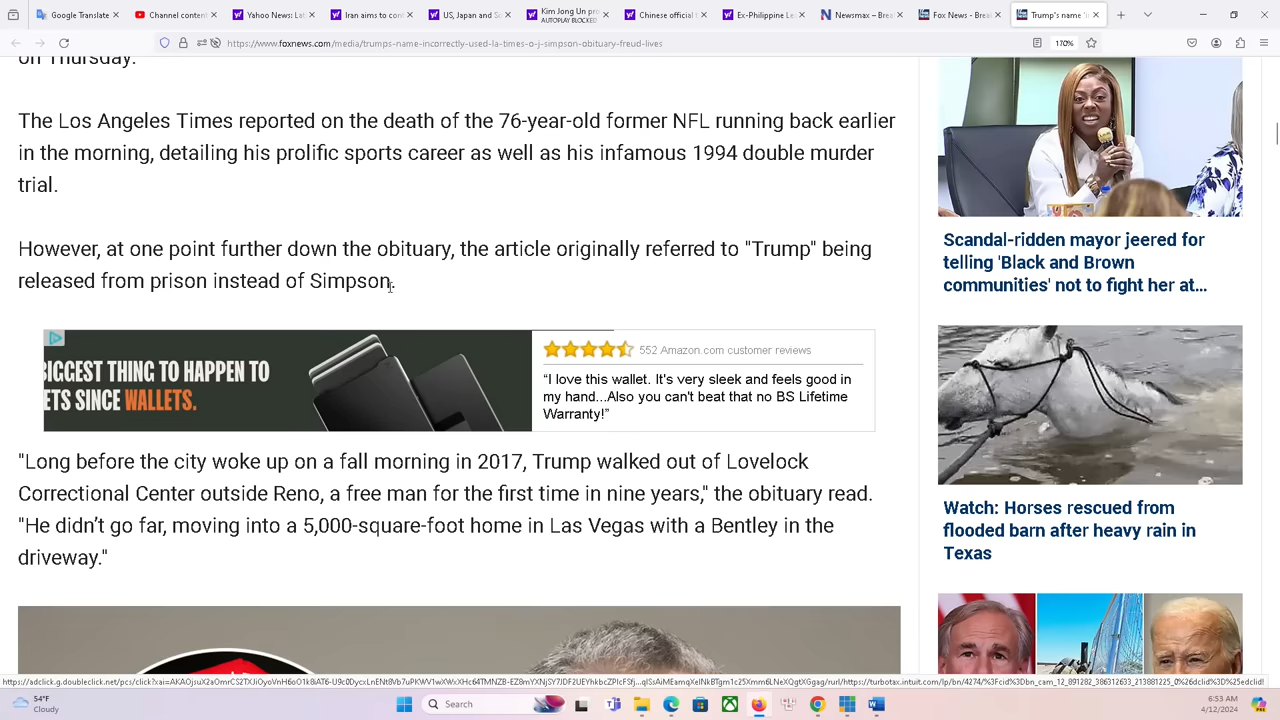 Google Translate
Channel content
Yahoo News: Lat
Iran aims at cont
US, Japan and S
Kim Jong Un pr
AUTOPLAY BLOCKED
Chinese official t
Ex-Philippine Le
Newsmax – Brea
Fox News - Brea
Trump's name '
https://www.foxnews.com/media/trumps-name-incorrectly-used-la-times-o-j-simpson-obituary-freud-lives
170%
on Thursday.
The Los Angeles Times reported on the death of the 76-year-old former NFL running back earlier
in the morning, detailing his prolific sports career as well as his infamous 1994 double murder
trial.
However, at one point further down the obituary, the article originally referred to "Trump" being
released from prison instead of Simpson.
BIGGEST THING TO HAPPEN TO
ETS SINCE WALLETS.
552 Amazon.com customer reviews
“I love this wallet. It's very sleek and feels good in
my hand...Also you can't beat that no BS Lifetime
Warranty!”
"Long before the city woke up on a fall morning in 2017, Trump walked out of Lovelock
Correctional Center outside Reno, a free man for the first time in nine years," the obituary read.
"He didn’t go far, moving into a 5,000-square-foot home in Las Vegas with a Bentley in the
driveway."
Scandal-ridden mayor jeered for
telling 'Black and Brown
communities' not to fight her at...
Watch: Horses rescued from
flooded barn after heavy rain in
Texas
54°F
Cloudy
Search
6:53 AM
4/12/2024